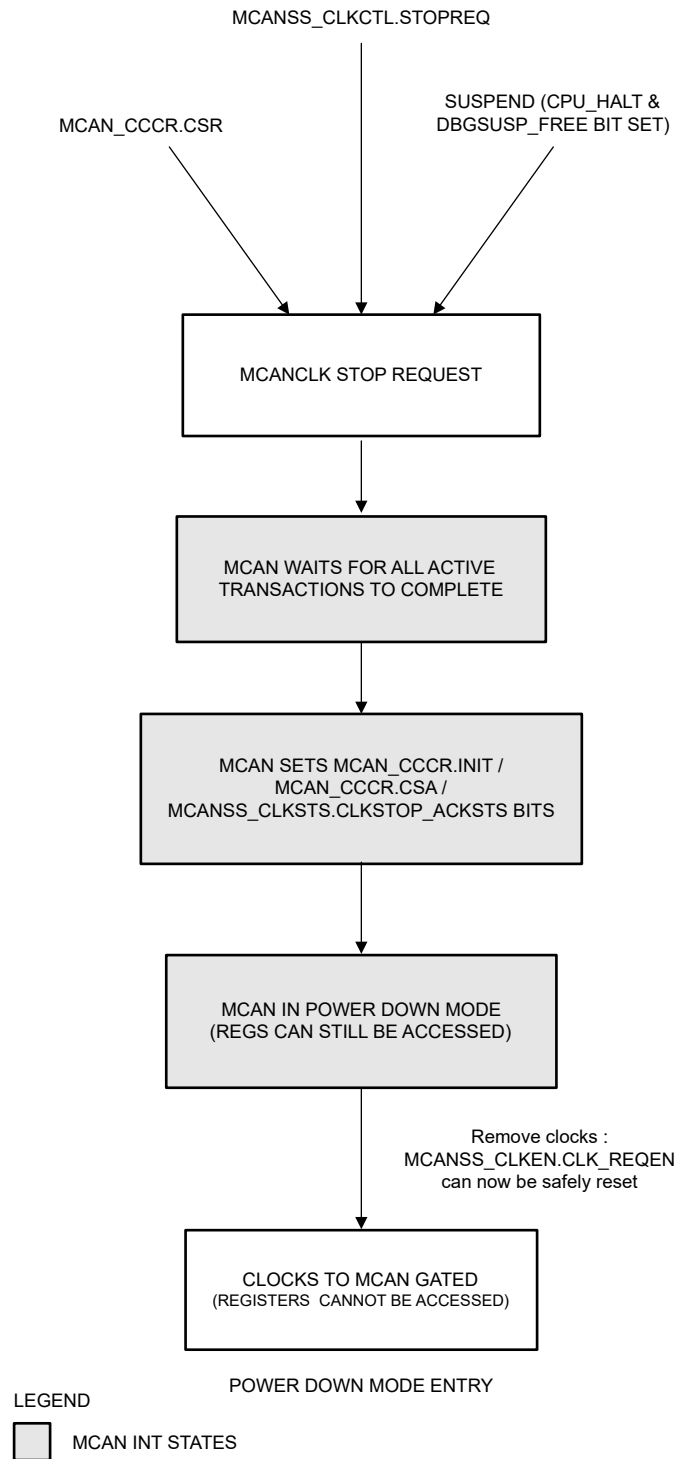 MCANSS_CLKCTL.STOPREQ
MCAN_CCCR.CSR
SUSPEND (CPU_HALT &
DBGSUSP_FREE BIT SET)
MCANCLK STOP REQUEST
MCAN WAITS FOR ALL ACTIVE
TRANSACTIONS TO COMPLETE
MCAN SETS MCAN_CCCR.INIT /
MCAN_CCCR.CSA /
MCANSS_CLKSTS.CLKSTOP_ACKSTS BITS
MCAN IN POWER DOWN MODE
(REGS CAN STILL BE ACCESSED)
Remove clocks :
MCANSS_CLKEN.CLK_REQEN
can now be safely reset
CLOCKS TO MCAN GATED
(REGISTERS CANNOT BE ACCESSED)
POWER DOWN MODE ENTRY
LEGEND
MCAN INT STATES